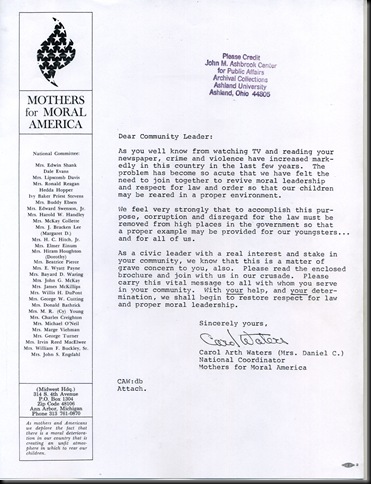 MOTHERS
for MORAL
AMERICA
National Committee:
Mrs. Edwin Shank
Dale Evans
Mrs. Lipscomb Davis
Mrs. Ronald Reagan
Hedda Hopper
Ivy Baker Priest Stevens
Mrs. Buddy Ebsen
Mrs. Edward Swenson, Jr.
Mrs. Harold W. Handley
Mrs. McKay Collette
Mrs. J. Bracken Lee
(Margaret D.)
Mrs. H. C. Hitch, Jr.
Mrs. Elmer
Mrs. Hiram Houghton
(Dorothy)
Mrs. Beatrice Pierce
Mrs. E. Wynn Payne
Mrs. Bayard D. Waring
Mrs. John G. McKay
Mrs. James McKillips
Mrs. Willis H. DuPont
Mrs. George W. Cutting
Mrs. Donald Barbrick
Mrs. M. R. (Cy) Young
Mrs. Charles Creighton
Mrs. Michael O'Neil
Mrs. Marge
Mrs. George Turner
Mrs. Irvin Reed MacElwee
Mrs. William F. Buckley, Sr.
Mrs. John S.
(Midwest Hdq.)
314 S. 4th Avenue
P.O. Box 1304
Zip Code 48106
Ann Arbor, Michigan
Phone 313 761-0870
As mothers and Americans
we deplore the fact that
there is a moral deteriora-
tion in our country that is
creating an unfit atmos-
phere in which to rear our
children.
Please Credit
John M. Ashbrook Center
for Public Affairs
Archival Collections
Ashland University
Ashland, Ohio 44805
Dear Community Leader:
As you well know from watching TV and reading your
newspaper, crime and violence have increased mark-
edly in this country in the last few years. The
problem has become so acute that we have felt the
need to join together to revive moral leadership
and respect for law and order so that our children
may be reared in a proper environment.
We feel very strongly that to accomplish this pur-
pose, corruption and disregard for the law must be
removed from high places in the government so that
a proper example may be provided for our youngsters...
and for all of us.
As a civic leader with a real interest and stake in
your community, we know that this is a matter of
grave concern to you, also. Please read the enclosed
brochure and join with us in our crusade. Please
carry this vital message to all with whom you serve
in your community. With your help, and your deter-
mination, we shall begin to restore respect for law
and proper moral leadership.
Sincerely yours,
Carol Waters
Carol Arth Waters (Mrs. Daniel C.)
National Coordinator
Mothers for Moral America
CAW:db
Attach.